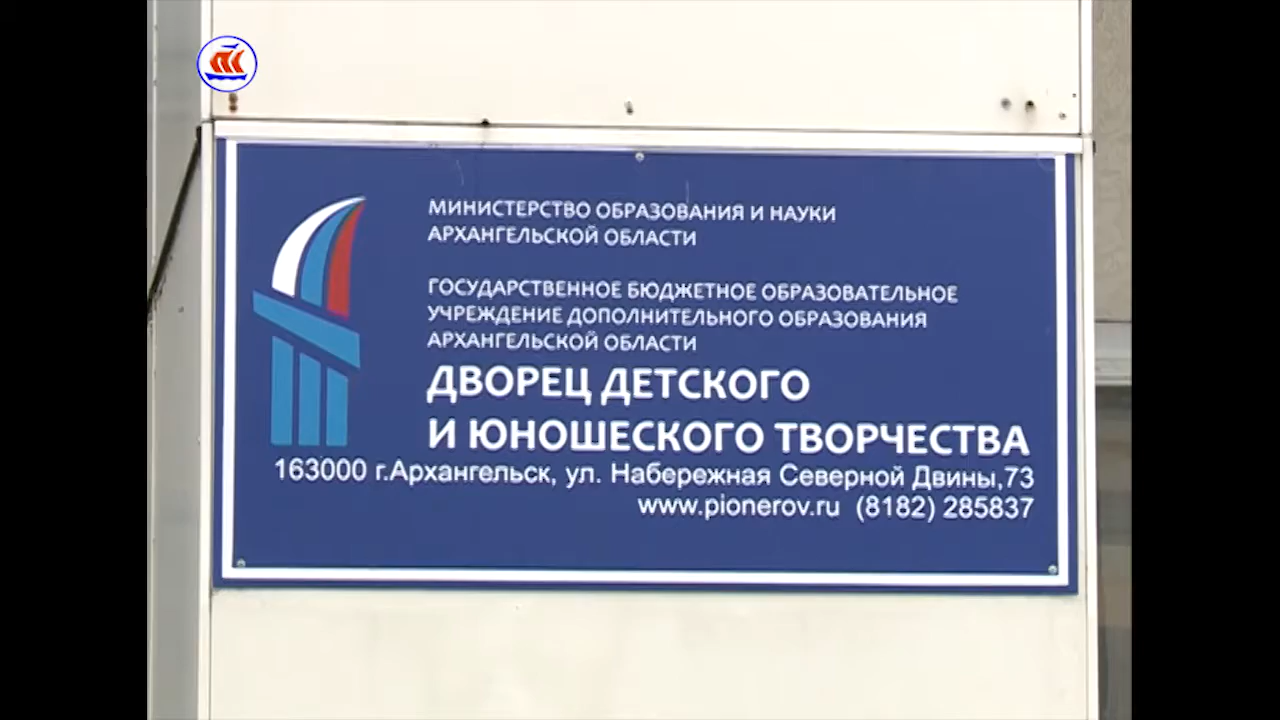 МИНИСТЕРСТВО ОБРАЗОВАНИЯ И НАУКИ
АРХАНГЕЛЬСКОЙ ОБЛАСТИ
ГОСУДАРСТВЕННОЕ БЮДЖЕТНОЕ ОБРАЗОВАТЕЛЬНОЕ
УЧРЕЖДЕНИЕ ДОПОЛНИТЕЛЬНОГО ОБРАЗОВАНИЯ
АРХАНГЕЛЬСКОЙ ОБЛАСТИ
ДВОРЕЦ ДЕТСКОГО
И ЮНОШЕСКОГО ТВОРЧЕСТВА
163000 г.Архангельск, ул. Набережная Северной Двины,73
www.pionerov.ru (8182) 285837